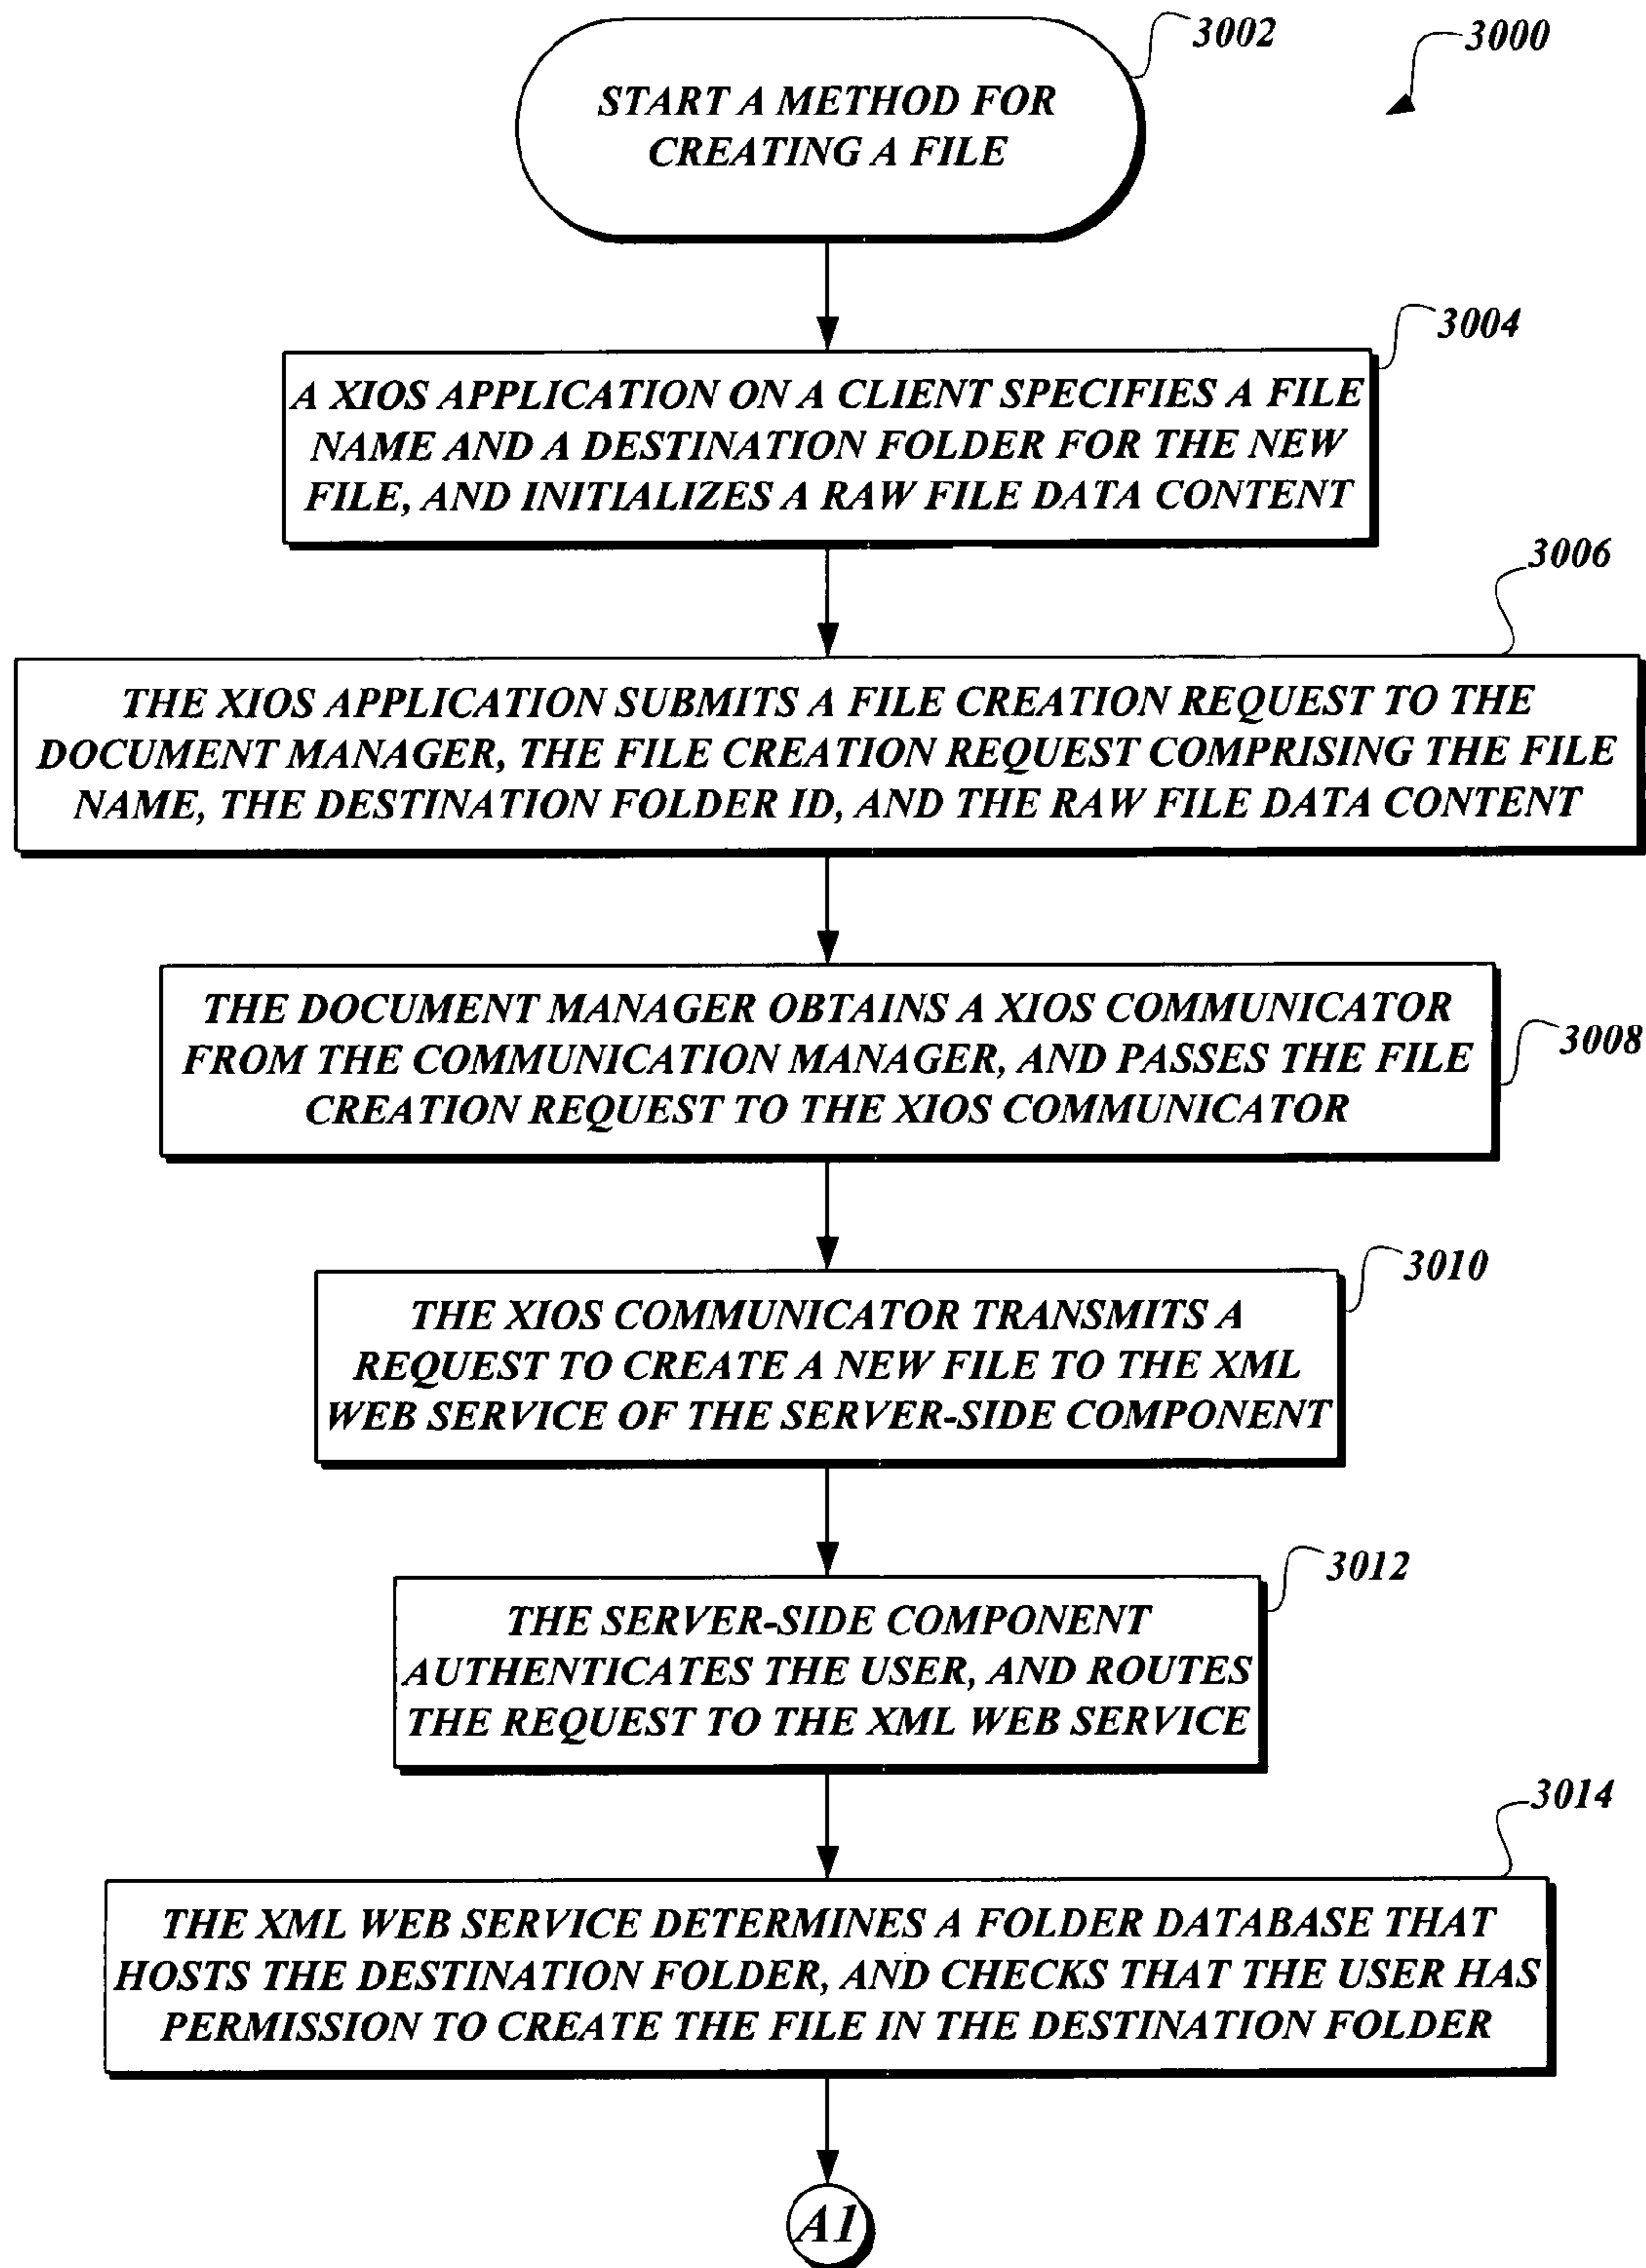 3002
3000
START A METHOD FOR
CREATING A FILE
3004
A XIOS APPLICATION ON A CLIENT SPECIFIES A FILE
NAME AND A DESTINATION FOLDER FOR THE NEW
FILE, AND INITIALIZES A RAW FILE DATA CONTENT
3006
THE XIOS APPLICATION SUBMITS A FILE CREATION REQUEST TO THE
DOCUMENT MANAGER, THE FILE CREATION REQUEST COMPRISING THE FILE
NAME, THE DESTINATION FOLDER ID, AND THE RAW FILE DATA CONTENT
THE DOCUMENT MANAGER OBTAINS A XIOS COMMUNICATOR
FROM THE COMMUNICATION MANAGER, AND PASSES THE FILE
CREATION REQUEST TO THE XIOS COMMUNICATOR
3008
3010
THE XIOS COMMUNICATOR TRANSMITS A
REQUEST TO CREATE A NEW FILE TO THE XML
WEB SERVICE OF THE SERVER-SIDE COMPONENT
3012
THE SERVER-SIDE COMPONENT
AUTHENTICATES THE USER, AND ROUTES
THE REQUEST TO THE XML WEB SERVICE
3014
THE XML WEB SERVICE DETERMINES A FOLDER DATABASE THAT
HOSTS THE DESTINATION FOLDER, AND CHECKS THAT THE USER HAS
PERMISSION TO CREATE THE FILE IN THE DESTINATION FOLDER
A1